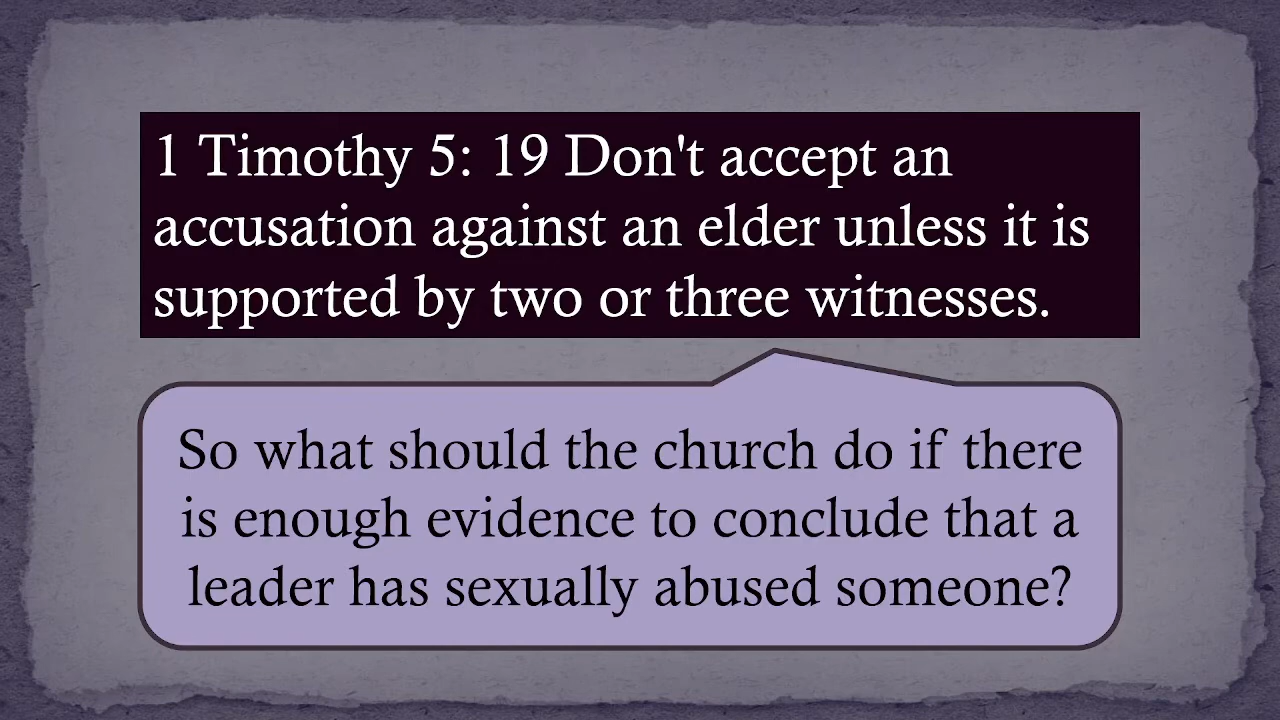 1 Timothy 5: 19 Don't accept an
accusation against an elder unless it is
supported by two or three witnesses.
So what should the church do if there
is enough evidence to conclude that a
leader has sexually abused someone?